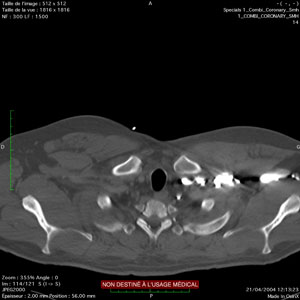 Taille de l'image : 512 x 512
Taille de la vue : 1816 x 1816
NF : 300 LF : 1500
A
- ( - , - )
Specials 1_Combi_Coronary_Smh
1_COMBI_CORONARY_SMH
14
D
G
Zoom : 355% Angle : 0
Im : 114/121 S (I -> S)
JPEG2000
Épaisseur : 2.00 mm Position : 56.00 mm
NON DESTINÉ À L'USAGE MÉDICAL
P
21/04/2004 12:13:23
Made In OsiriX